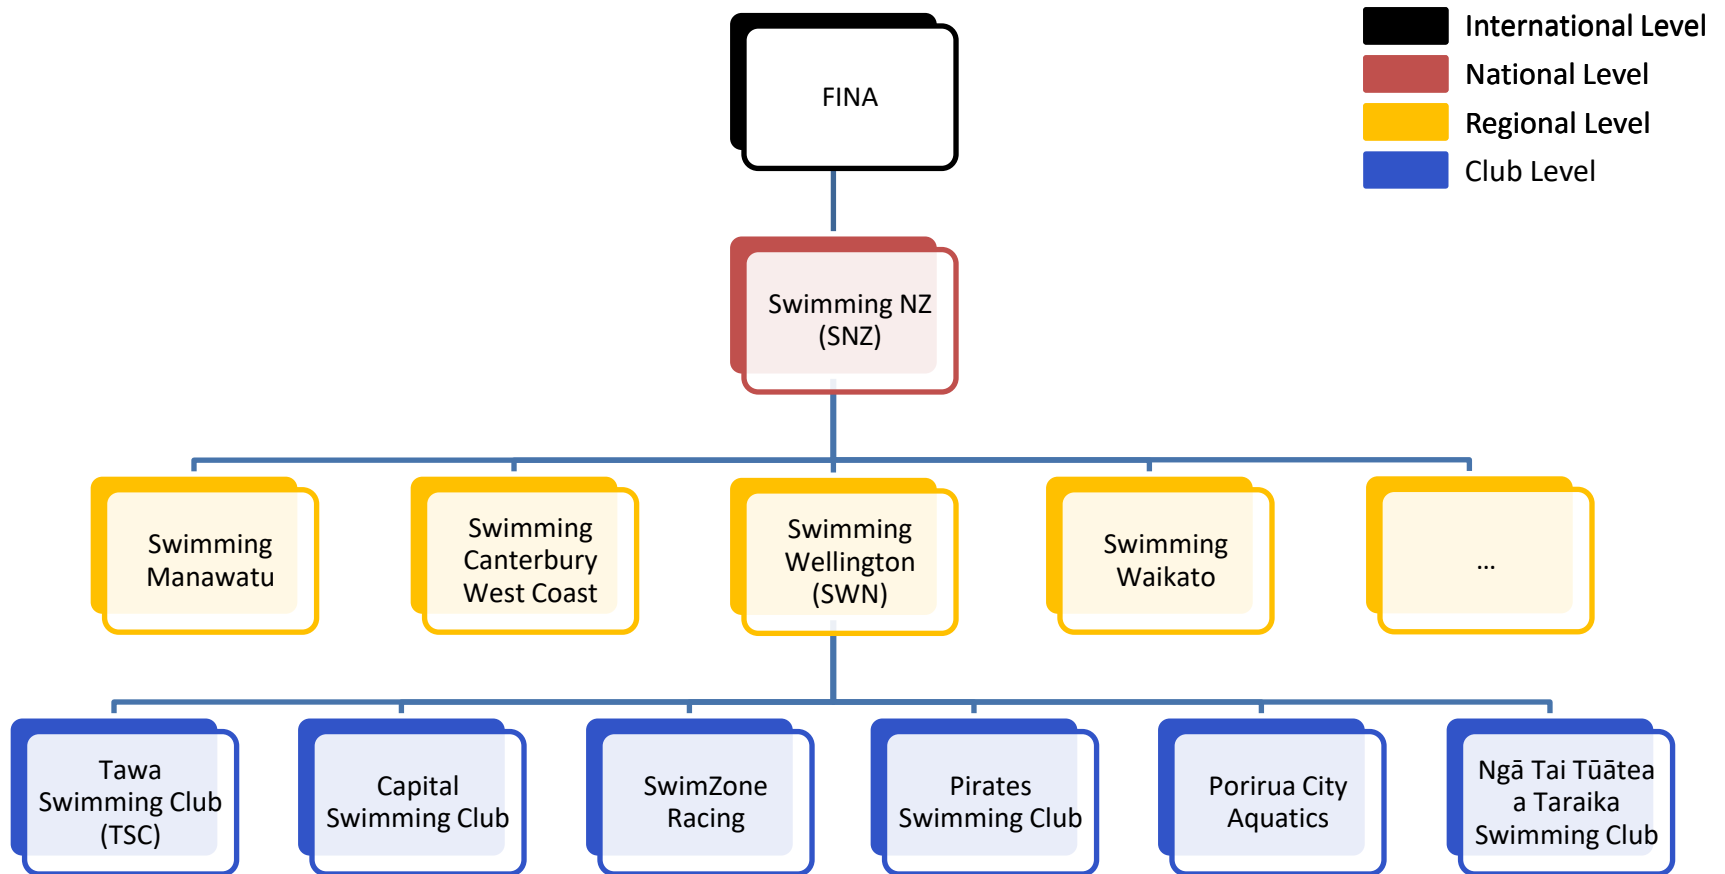 FINA
International Level
National Level
Regional Level
Club Level
Swimming NZ
(SNZ)
Swimming
Manawatu
Swimming
Canterbury
West Coast
Swimming
Wellington
(SWN)
Swimming
Waikato
...
Tawa
Swimming Club
(TSC)
Capital
Swimming Club
SwimZone
Racing
Pirates
Swimming Club
Porirua City
Aquatics
Ngā Tai Tūātea
a Taraika
Swimming Club